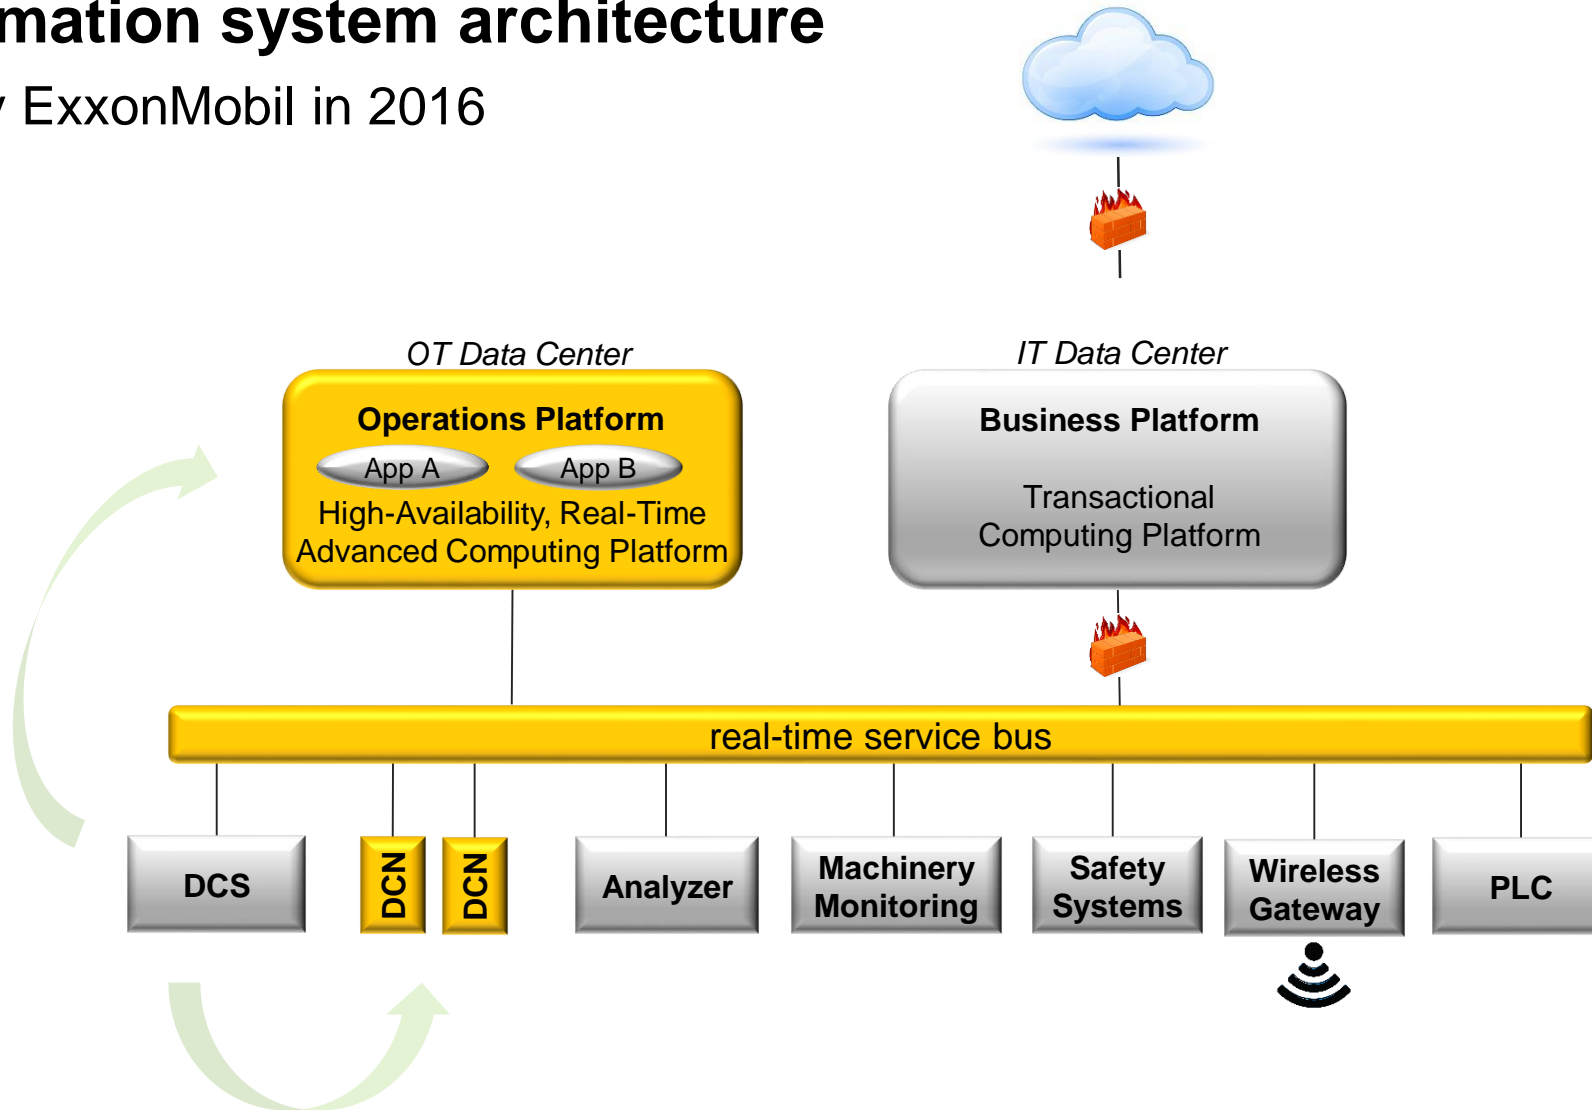 mation system architecture
y ExxonMobil in 2016
OT Data Center
IT Data Center
Operations Platform
App A
App B
High-Availability, Real-Time
Advanced Computing Platform
Business Platform
Transactional
Computing Platform
real-time service bus
DCS
DCN
DCN
Analyzer
Machinery
Monitoring
Safety
Systems
Wireless
Gateway
PLC